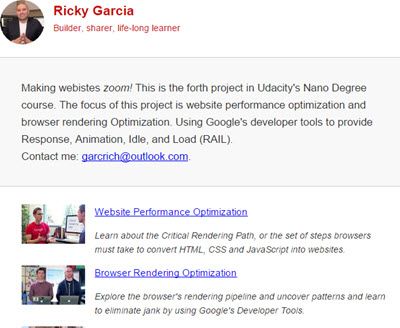 Ricky Garcia
Builder, sharer, life-long learner
Making webistes zoom! This is the forth project in Udacity's Nano Degree
course. The focus of this project is website performance optimization and
browser rendering Optimization. Using Google's developer tools to provide
Response, Animation, Idle, and Load (RAIL).
Contact me: garcrich@outlook.com.
Website Performance Optimization
Learn about the Critical Rendering Path, or the set of steps browsers
must take to convert HTML, CSS and JavaScript into websites.
Browser Rendering Optimization
Explore the browser's rendering pipeline and uncover patterns and learn
to eliminate jank by using Google's Developer Tools.